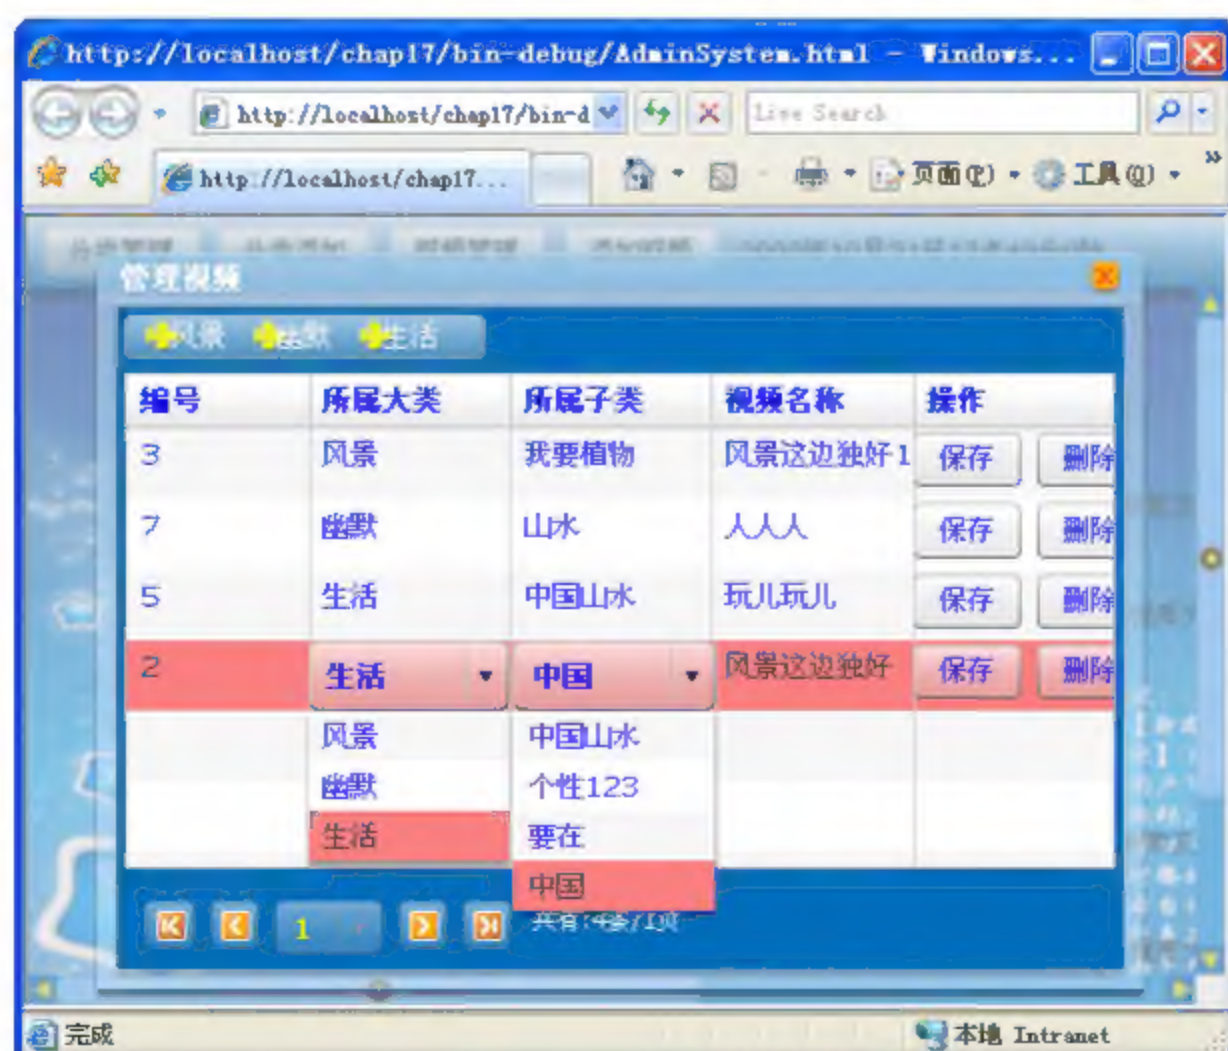 http://localhost/chap17/bin-debug/AdminSystem.html - Windows...
http://localhost/chap17/bin-d Live Search
http://localhost/chap17... 页面(P) 工具(O)
管理视频
风景 幽默 生活
编号 所属大类 所属子类 视频名称 操作
3 风景 我要植物 风景这边独好1 保存 删除
7 幽默 山水 人人人 保存 删除
5 生活 中国山水 玩儿玩儿 保存 删除
2 生活 中国 风景这边独好 保存 删除
风景 中国山水
幽默 个性123
生活 要在
中国
1 共有:4条/1页
完成 本地 Intranet